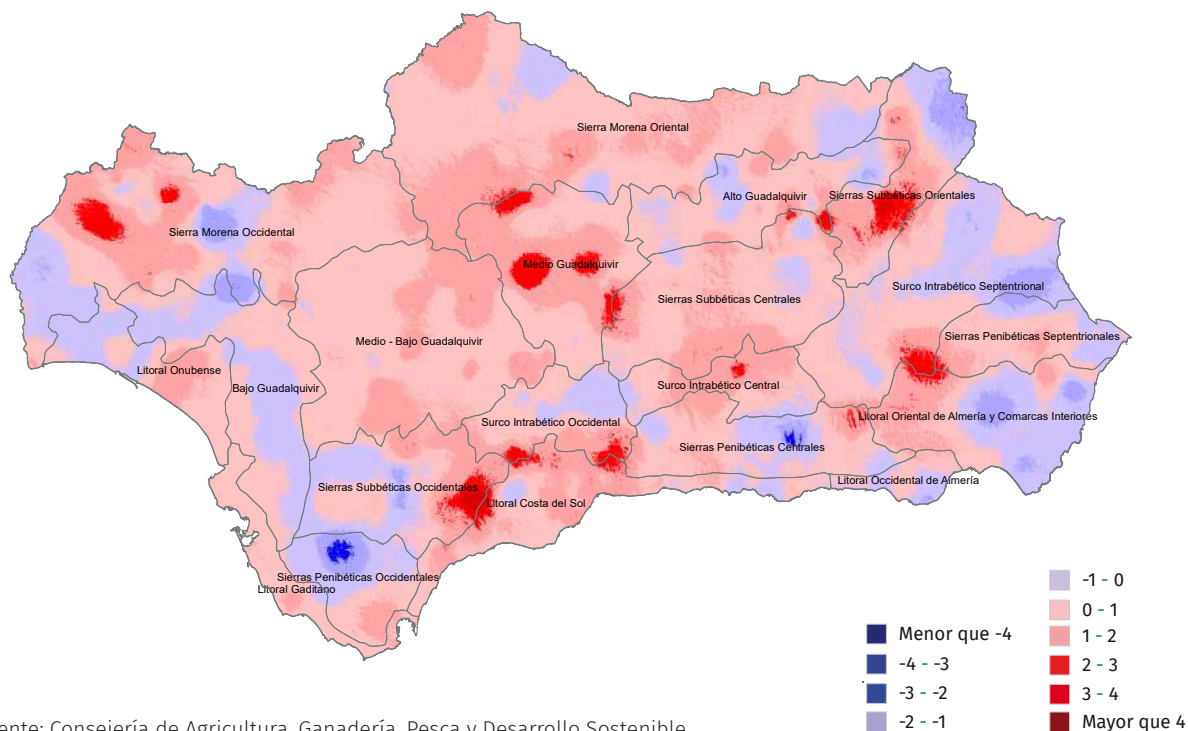 Sierra Morena Oriental
Alto Guadalquivir
Sierras Subbéticas Orientales
Sierra Morena Occidental
Medio Guadalquivir
Surco Intrabético Septentrional
Sierras Subbéticas Centrales
Sierras Penibéticas Septentrionales
Medio - Bajo Guadalquivir
Litoral Onubense
Bajo Guadalquivir
Surco Intrabético Central
Litoral Oriental de Almería y Comarcas Interiores
Surco Intrabético Occidental
Sierras Penibéticas Centrales
Litoral Occidental de Almería
Sierras Subbéticas Occidentales
Litoral Costa del Sol
Sierras Penibéticas Occidentales
Litoral Gaditano
Menor que -4
-4 - -3
-3 - -2
-2 - -1
-1 - 0
0 - 1
1 - 2
2 - 3
3 - 4
Mayor que 4
ente: Consejería de Agricultura, Ganadería, Pesca y Desarrollo Sostenible